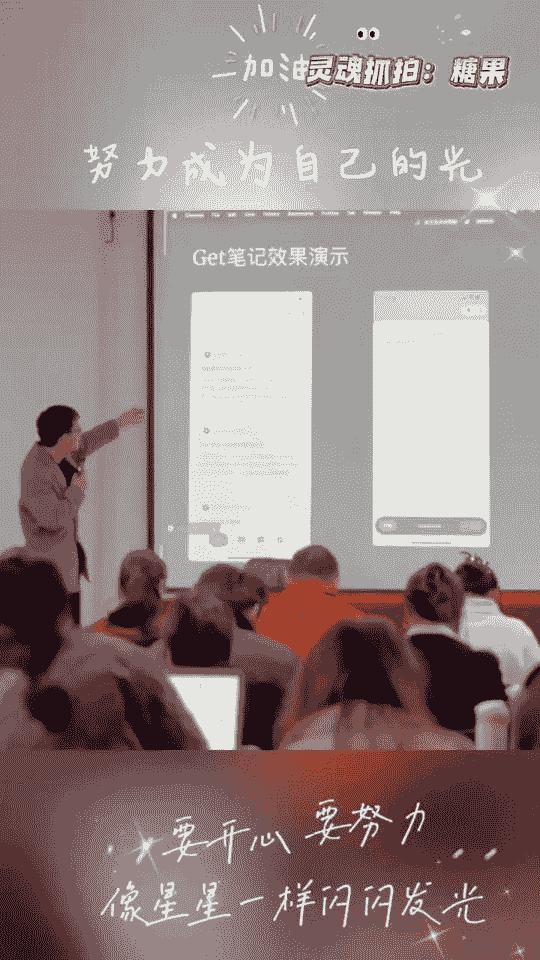 加油
灵魂抓拍：糖果
努力成为自己的光
Get笔记效果演示
要开心 要努力
像星星一样闪闪发光